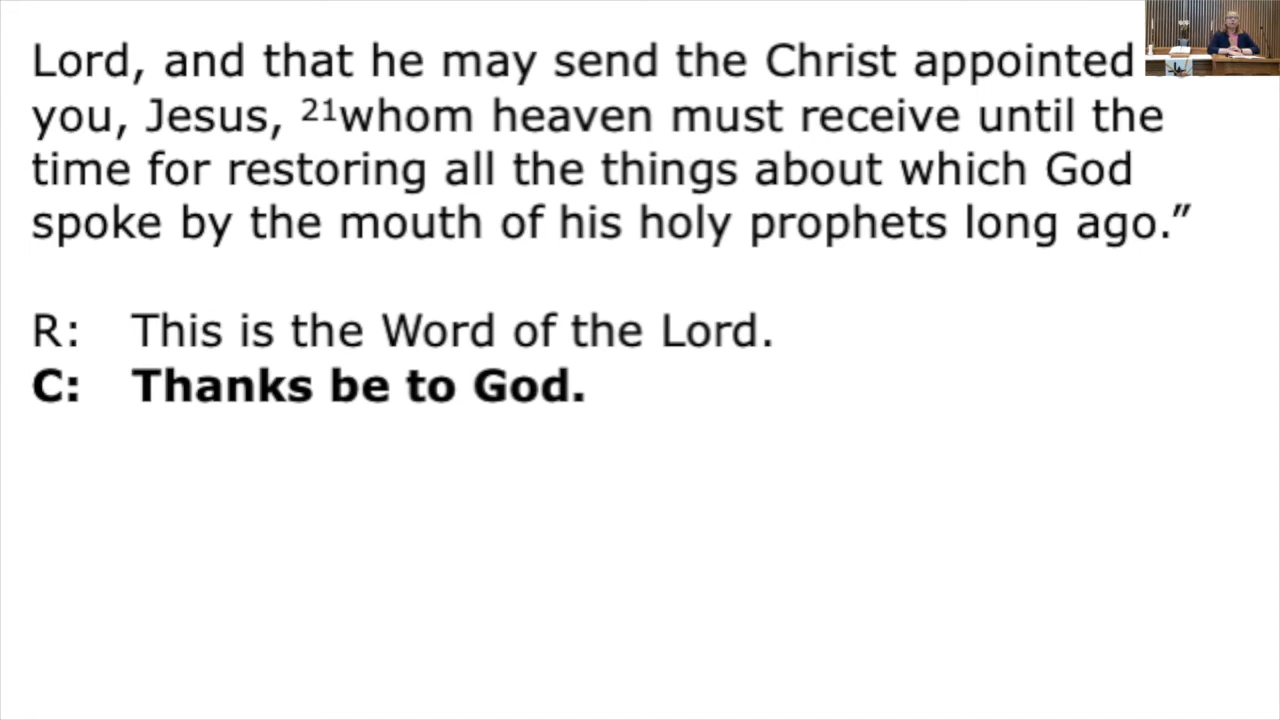 Lord, and that he may send the Christ appointed
you, Jesus, ²¹whom heaven must receive until the
time for restoring all the things about which God
spoke by the mouth of his holy prophets long ago.”
R: This is the Word of the Lord.
C: Thanks be to God.